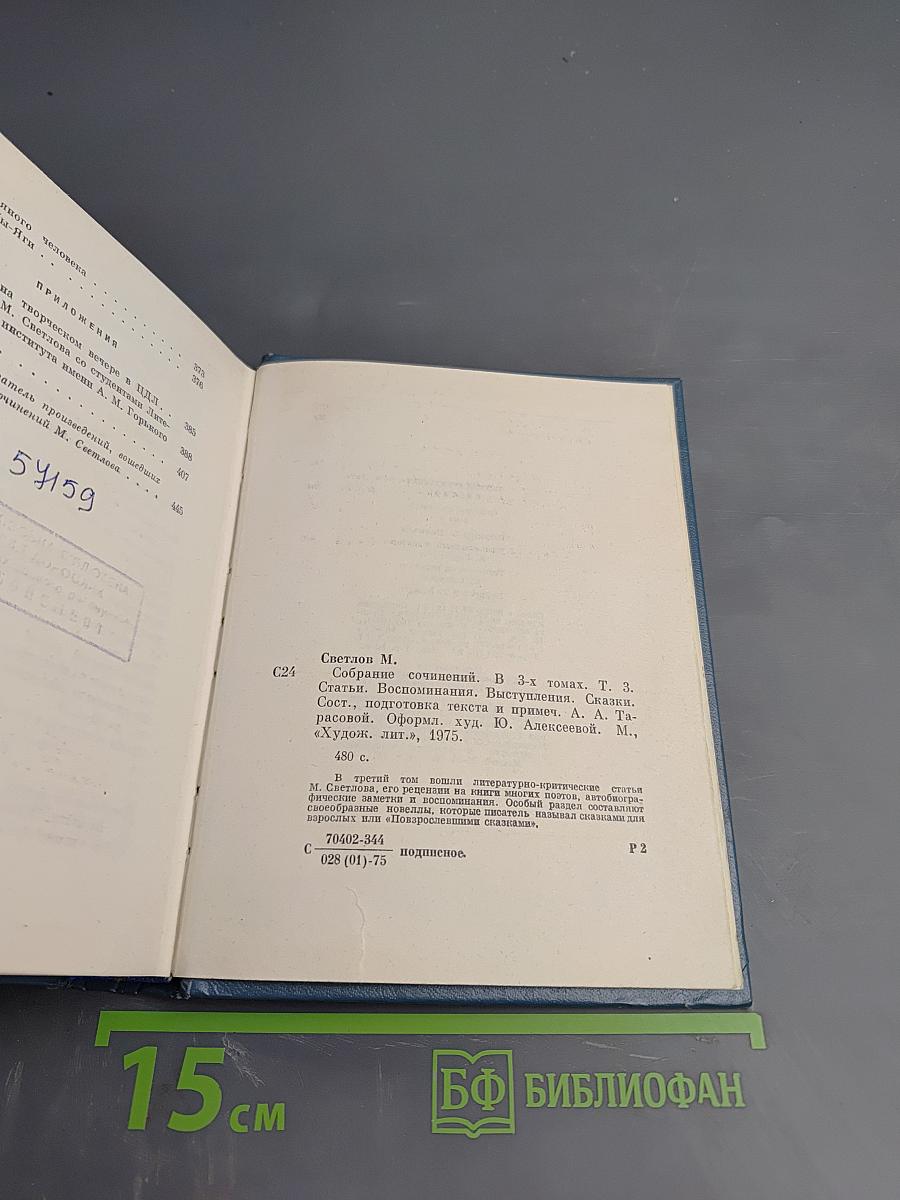 яного человека . . . . . .
ы-Яги . . . . . . . . 373
376
ПРИЛОЖЕНИЯ
на творческом вечере в ЦДЛ . . 385
М. Светлова со студентами Лите-
института имени А. М. Горького 388
. . . . . . . . 407
атель произведений, вошедших
очинений М. Светлова . . . . 445
Светлов М.
С24 Собрание сочинений. В 3-х томах. Т. 3.
Статьи. Воспоминания. Выступления. Сказки.
Сост., подготовка текста и примеч. А. А. Та-
расовой. Оформл. худ. Ю. Алексеевой. М.,
«Худож. лит.», 1975.
480 с.
В третий том вошли литературно-критические статьи
М. Светлова, его рецензии на книги многих поэтов, автобиогра-
фические заметки и воспоминания. Особый раздел составляют
своеобразные новеллы, которые писатель называл сказками для
взрослых или «Повзрослевшими сказками».
С 70402-344
028 (01)-75 подписное. Р 2
15 см
БФ БИБЛИОФАН